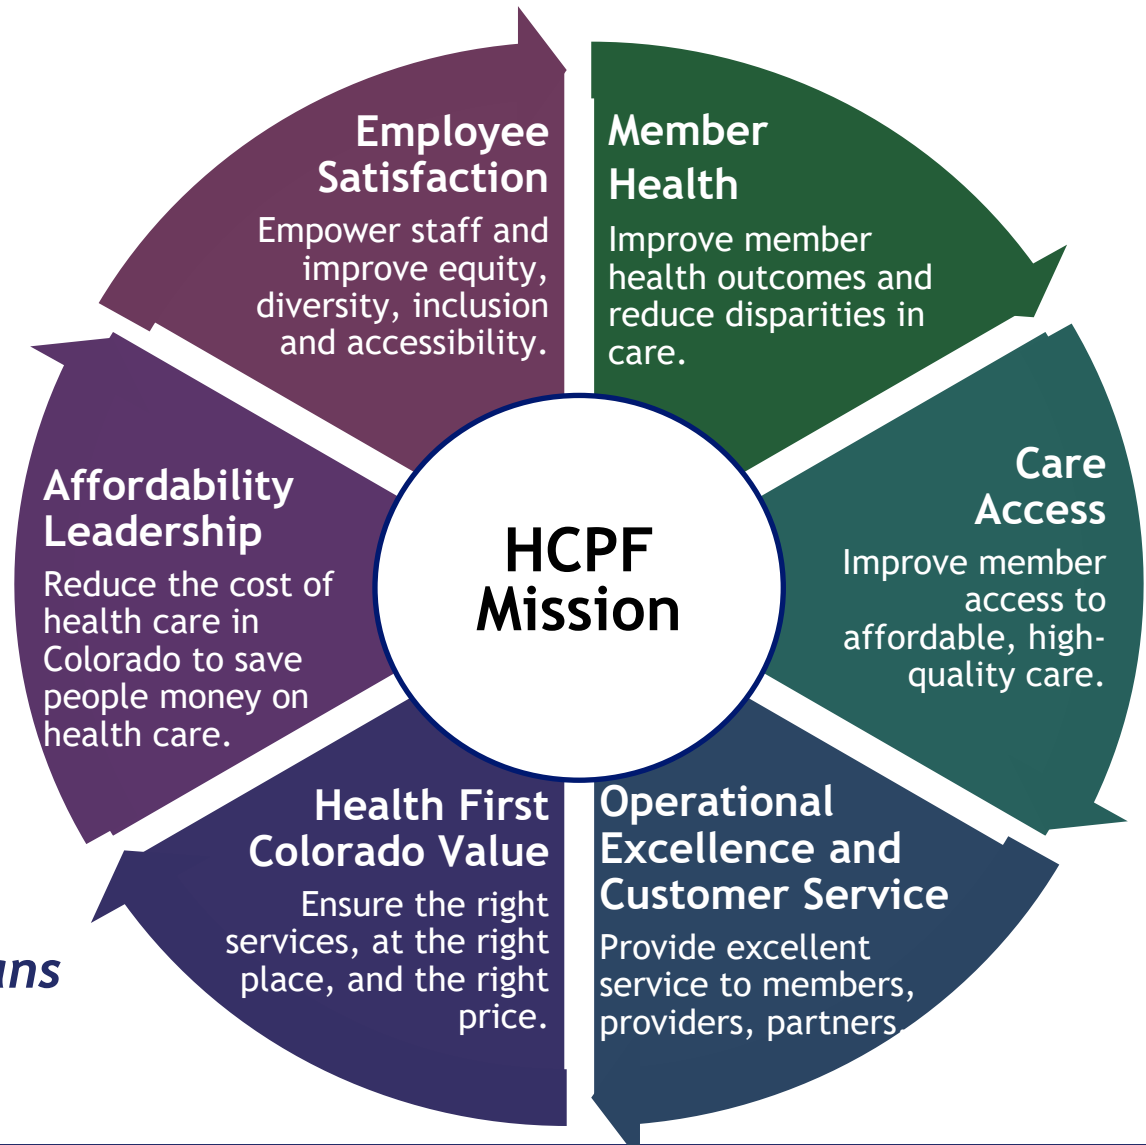 Employee
Satisfaction
Empower staff and
improve equity,
diversity, inclusion
and accessibility.
Member
Health
Improve member
health outcomes and
reduce disparities in
care.
Care
Access
Improve member
access to
affordable, high-
quality care.
Operational
Excellence and
Customer Service
Provide excellent
service to members,
providers, partners.
Health First
Colorado Value
Ensure the right
services, at the right
place, and the right
price.
Affordability
Leadership
Reduce the cost of
health care in
Colorado to save
people money on
health care.
HCPF
Mission